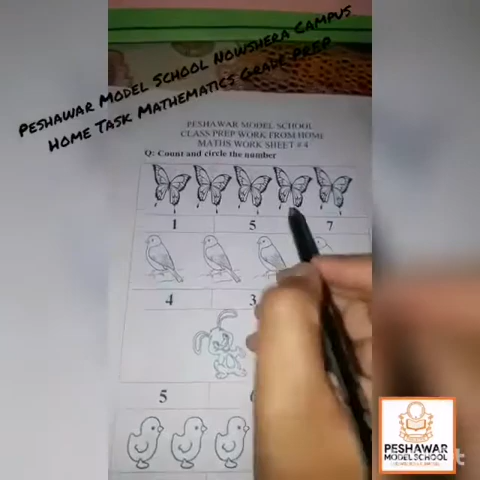 Peshawar Model School Nowshera Campus
Home Task Mathematics Grade Prep
PESHAWAR MODEL SCHOOL
CLASS PREP WORK FROM HOME
MATHS WORK SHEET # 4
Q: Count and circle the number
1 5 7
4 3
5
PESHAWAR
MODEL SCHOOL